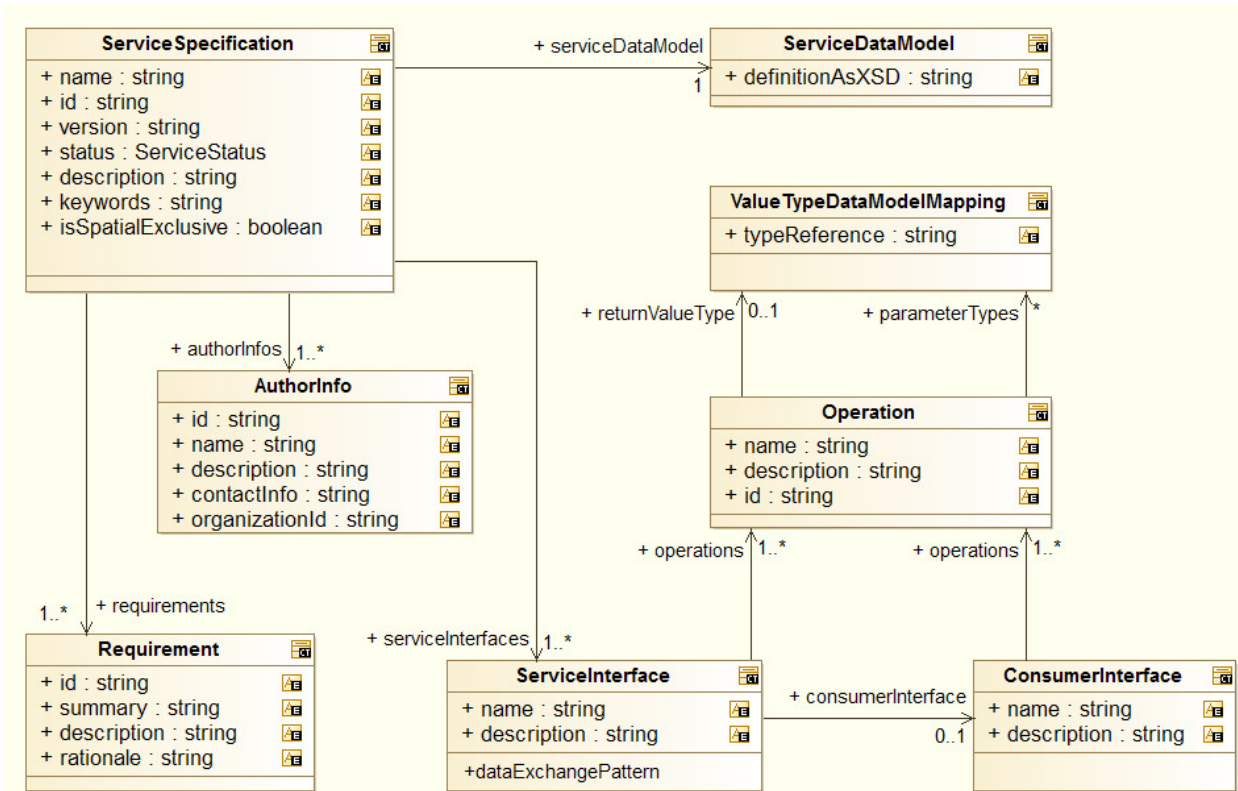 ServiceSpecification
+ name : string
+ id : string
+ version : string
+ status : ServiceStatus
+ description : string
+ keywords : string
+ isSpatialExclusive : boolean
+ serviceDataModel
1
ServiceDataModel
+ definitionAsXSD : string
ValueTypeDataModelMapping
+ typeReference : string
+ returnValueType
0..1
+ parameterTypes
*
+ authorInfos
1..*
AuthorInfo
+ id : string
+ name : string
+ description : string
+ contactInfo : string
+ organizationId : string
Operation
+ name : string
+ description : string
+ id : string
+ operations
1..*
+ operations
1..*
1..*
+ requirements
Requirement
+ id : string
+ summary : string
+ description : string
+ rationale : string
+ serviceInterfaces
1..*
ServiceInterface
+ name : string
+ description : string
+dataExchangePattern
+ consumerInterface
0..1
ConsumerInterface
+ name : string
+ description : string